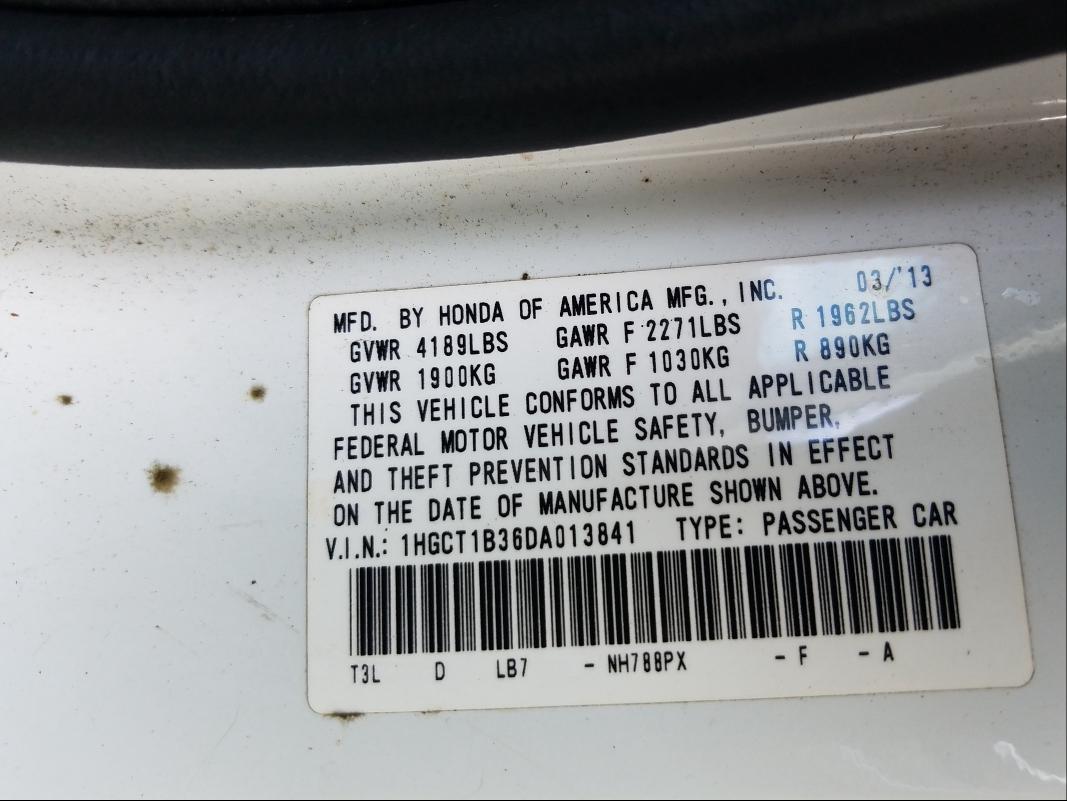 MFD. BY HONDA OF AMERICA MFG., INC. 03/'13
GVWR 4189LBS GAWR F 2271LBS R 1962LBS
GVWR 1900KG GAWR F 1030KG R 890KG
THIS VEHICLE CONFORMS TO ALL APPLICABLE
FEDERAL MOTOR VEHICLE SAFETY, BUMPER,
AND THEFT PREVENTION STANDARDS IN EFFECT
ON THE DATE OF MANUFACTURE SHOWN ABOVE.
V.I.N.: 1HGCT1B36DA013841 TYPE: PASSENGER CAR
T3L D LB7 - NH788PX - F - A